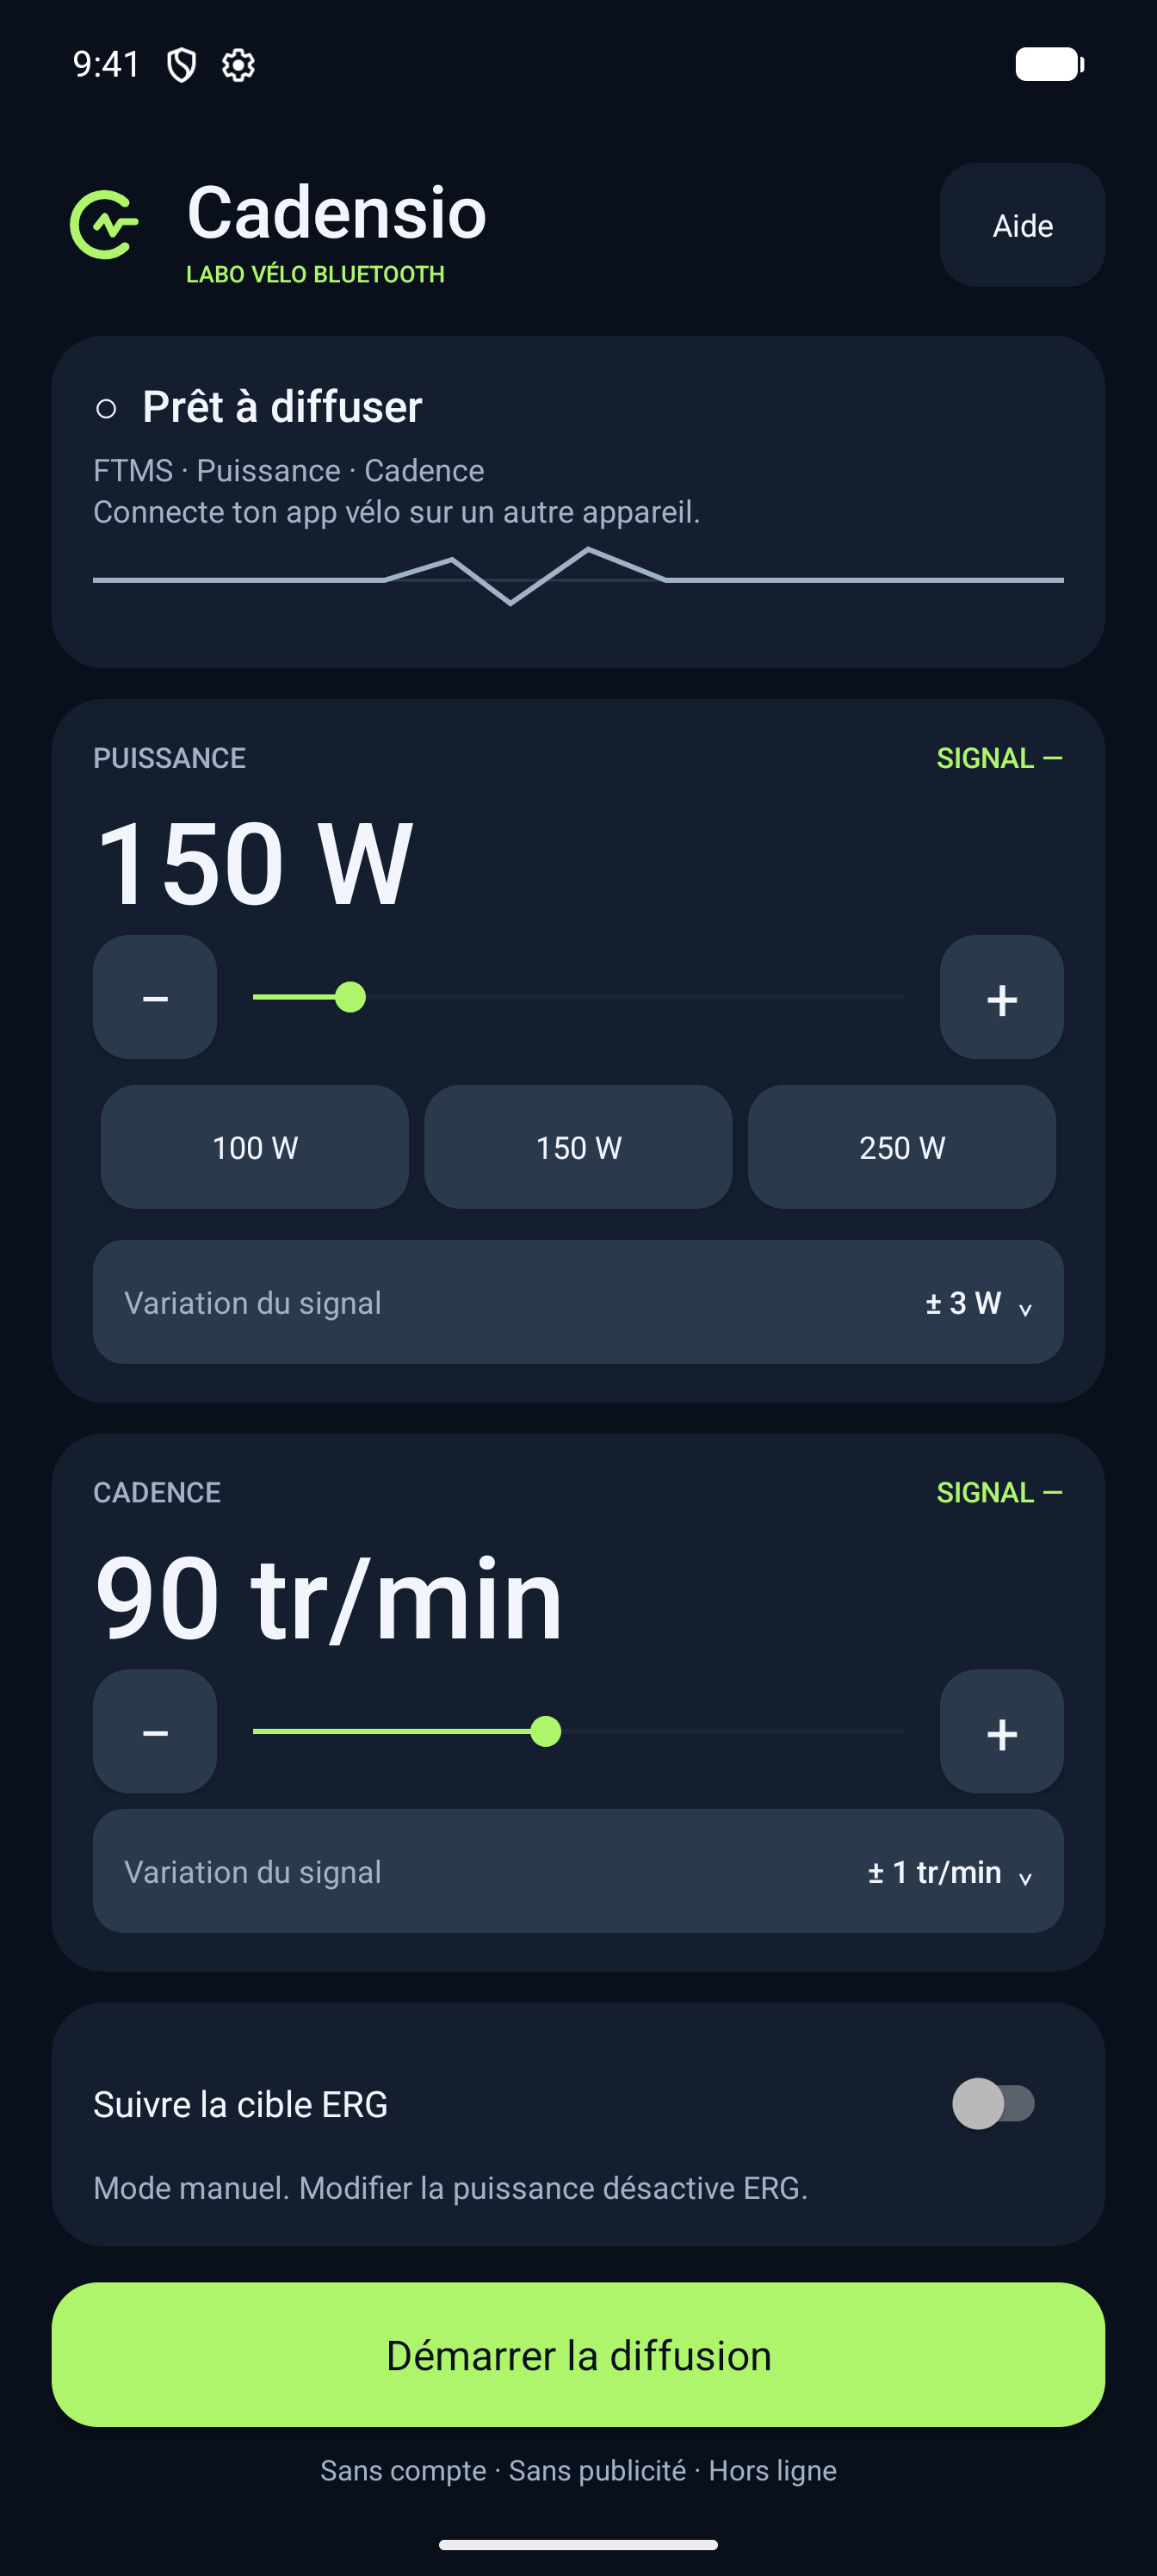 9:41
Cadensio
LABO VÉLO BLUETOOTH
Aide
○ Prêt à diffuser
FTMS · Puissance · Cadence
Connecte ton app vélo sur un autre appareil.
PUISSANCE
SIGNAL —
150 W
−
+
100 W
150 W
250 W
Variation du signal
± 3 W ˅
CADENCE
SIGNAL —
90 tr/min
−
+
Variation du signal
± 1 tr/min ˅
Suivre la cible ERG
Mode manuel. Modifier la puissance désactive ERG.
Démarrer la diffusion
Sans compte · Sans publicité · Hors ligne